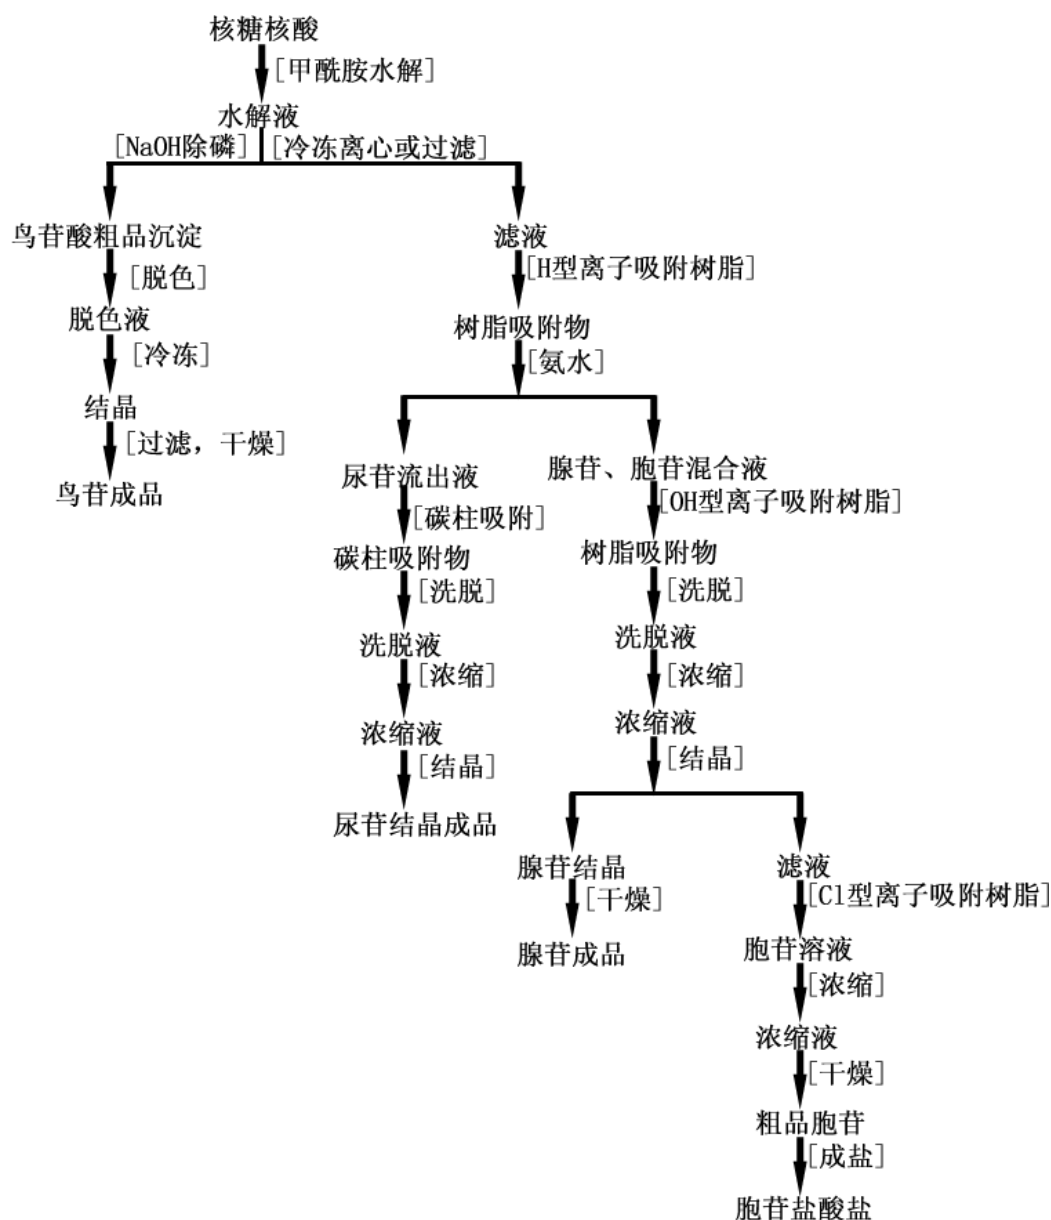 核糖核酸
[甲酰胺水解]
水解液
[NaOH除磷]
[冷冻离心或过滤]
鸟苷酸粗品沉淀
[脱色]
脱色液
[冷冻]
结晶
[过滤，干燥]
鸟苷成品
滤液
[H型离子吸附树脂]
树脂吸附物
[氨水]
尿苷流出液
[碳柱吸附]
碳柱吸附物
[洗脱]
洗脱液
[浓缩]
浓缩液
[结晶]
尿苷结晶成品
腺苷、胞苷混合液
[OH型离子吸附树脂]
树脂吸附物
[洗脱]
洗脱液
[浓缩]
浓缩液
[结晶]
腺苷结晶
[干燥]
腺苷成品
滤液
[Cl型离子吸附树脂]
胞苷溶液
[浓缩]
浓缩液
[干燥]
粗品胞苷
[成盐]
胞苷盐酸盐